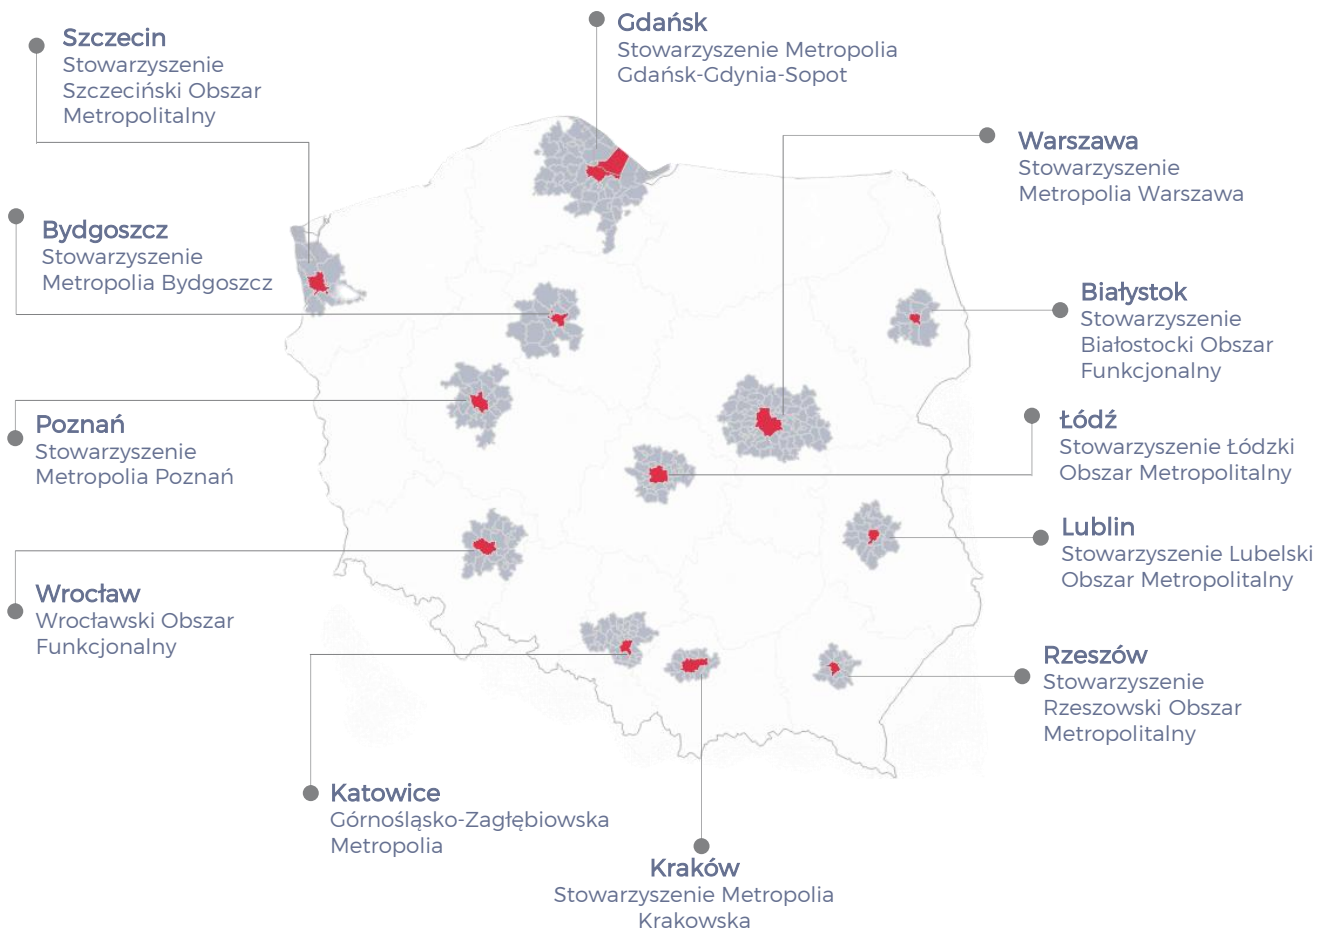 Szczecin
Stowarzyszenie
Szczeciński Obszar
Metropolitalny
Gdańsk
Stowarzyszenie Metropolia
Gdańsk-Gdynia-Sopot
Warszawa
Stowarzyszenie
Metropolia Warszawa
Bydgoszcz
Stowarzyszenie
Metropolia Bydgoszcz
Białystok
Stowarzyszenie
Białostocki Obszar
Funkcjonalny
Poznań
Stowarzyszenie
Metropolia Poznań
Łódź
Stowarzyszenie Łódzki
Obszar Metropolitalny
Lublin
Stowarzyszenie Lubelski
Obszar Metropolitalny
Wrocław
Wrocławski Obszar
Funkcjonalny
Rzeszów
Stowarzyszenie
Rzeszowski Obszar
Metropolitalny
Katowice
Górnośląsko-Zagłębiowska
Metropolia
Kraków
Stowarzyszenie Metropolia
Krakowska